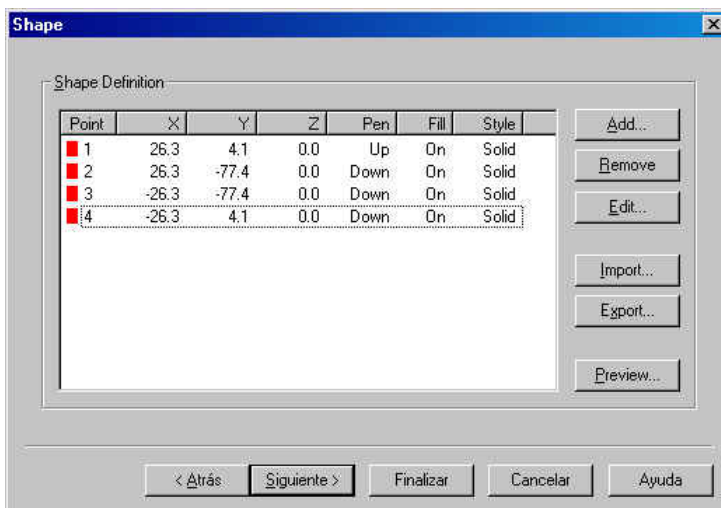 Shape
Shape Definition
Point X Y Z Pen Fill Style
1 26.3 4.1 0.0 Up On Solid
2 26.3 -77.4 0.0 Down On Solid
3 -26.3 -77.4 0.0 Down On Solid
4 -26.3 4.1 0.0 Down On Solid
Add...
Remove
Edit...
Import...
Export...
Preview...
< Atrás Siguiente > Finalizar Cancelar Ayuda